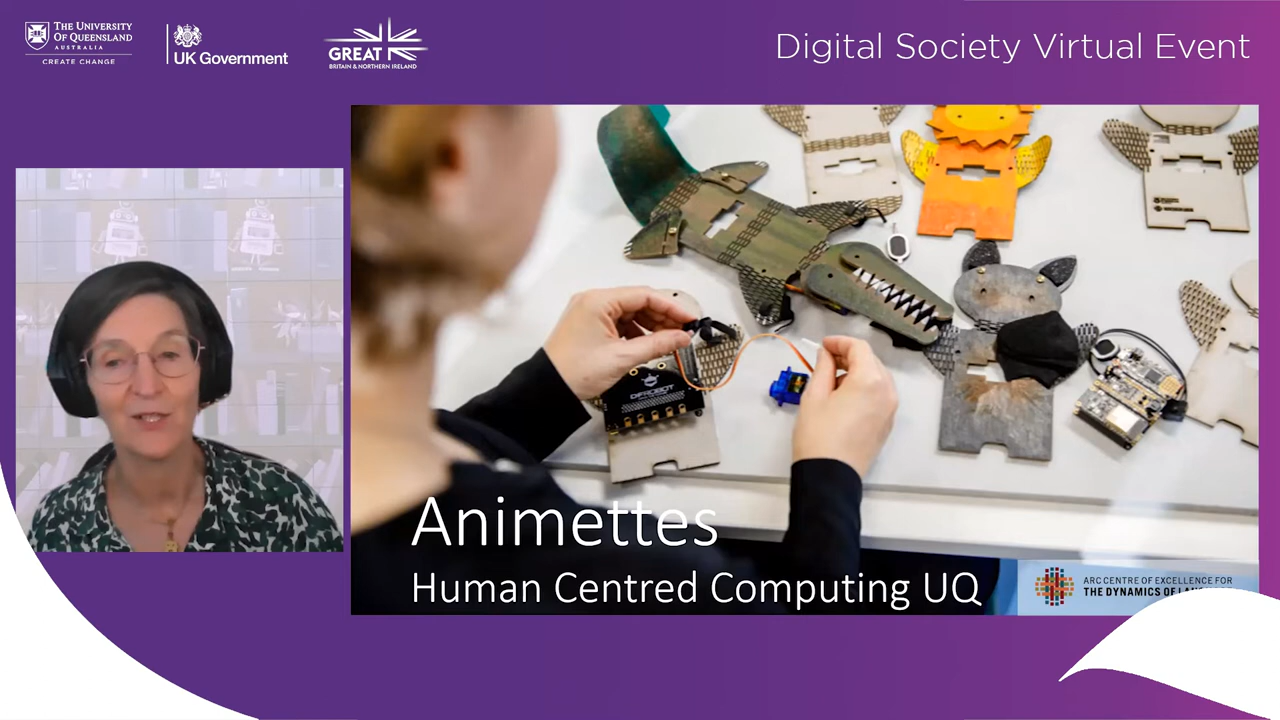 THE UNIVERSITY
OF QUEENSLAND
AUSTRALIA
CREATE CHANGE
UK Government
GREAT
BRITAIN & NORTHERN IRELAND
Digital Society Virtual Event
DFROBOT
Animettes
Human Centred Computing UQ
ARC CENTRE OF EXCELLENCE FOR
THE DYNAMICS OF